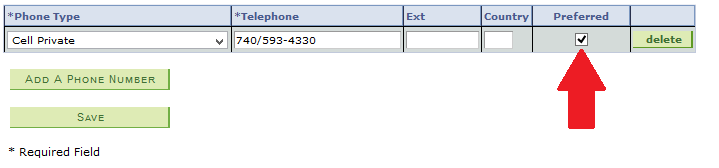 *Phone Type *Telephone Ext Country Preferred
Cell Private 740/593-4330 delete
Add A Phone Number
Save
* Required Field